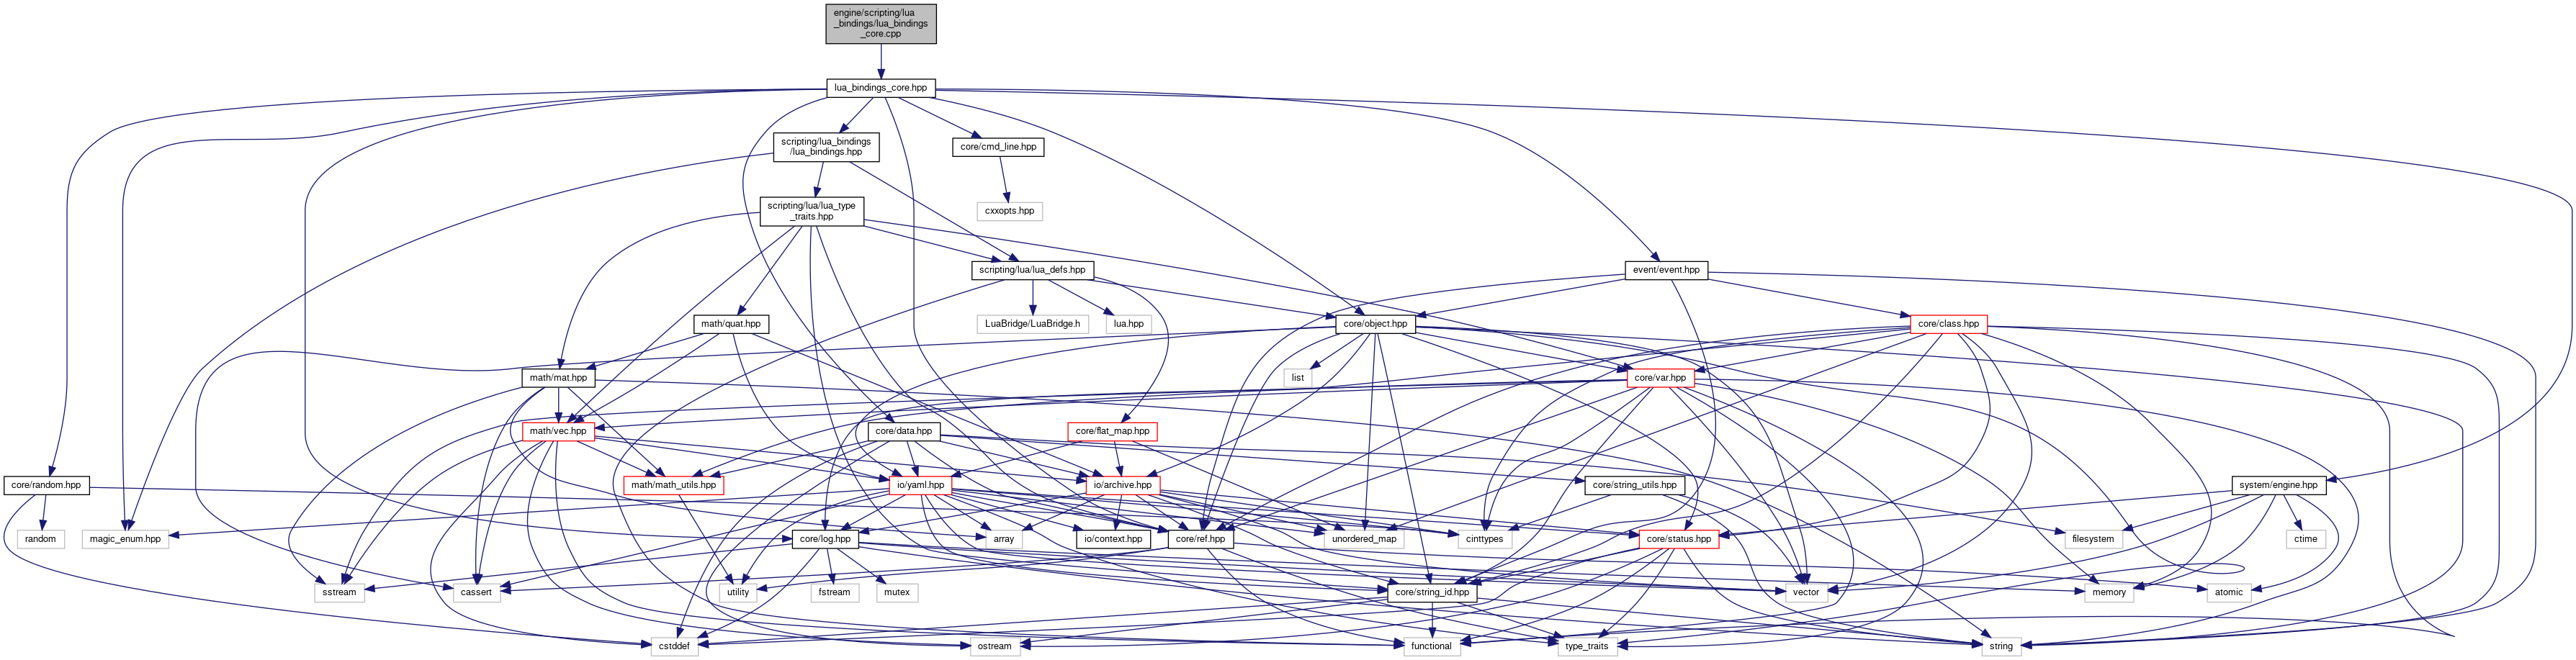 engine/scripting/lua
_bindings/lua_bindings
_core.cpp
lua_bindings_core.hpp
scripting/lua_bindings
/lua_bindings.hpp
core/cmd_line.hpp
scripting/lua/lua_type
_traits.hpp
cxxopts.hpp
scripting/lua/lua_defs.hpp
event/event.hpp
math/quat.hpp
LuaBridge/LuaBridge.h
lua.hpp
core/object.hpp
core/class.hpp
math/mat.hpp
list
core/var.hpp
math/vec.hpp
core/data.hpp
core/flat_map.hpp
core/random.hpp
math/math_utils.hpp
io/yaml.hpp
io/archive.hpp
core/string_utils.hpp
system/engine.hpp
random
magic_enum.hpp
core/log.hpp
array
io/context.hpp
core/ref.hpp
unordered_map
cinttypes
core/status.hpp
filesystem
ctime
sstream
cassert
utility
fstream
mutex
core/string_id.hpp
vector
memory
atomic
cstddef
ostream
functional
type_traits
string